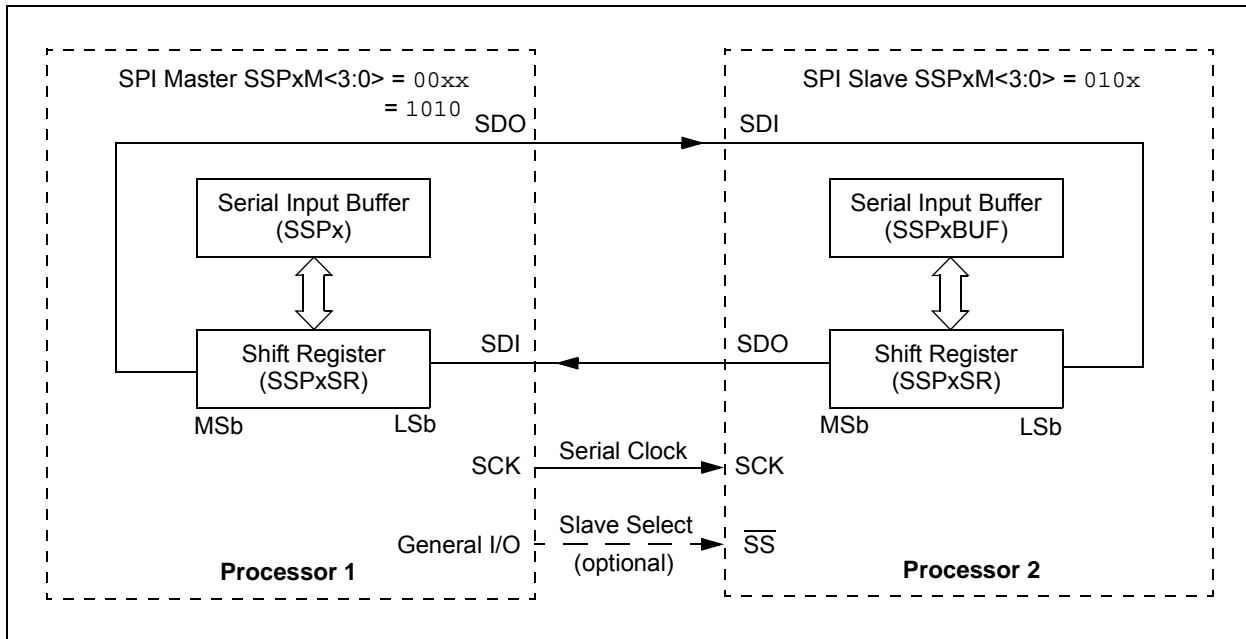 SPI Master SSPxM<3:0> = 00xx
= 1010
SDO
Serial Input Buffer
(SSPx)
Shift Register
(SSPxSR)
MSb
LSb
SDI
SCK
General I/O
Processor 1
Serial Clock
Slave Select
(optional)
SPI Slave SSPxM<3:0> = 010x
SDI
Serial Input Buffer
(SSPxBUF)
SDO
Shift Register
(SSPxSR)
MSb
LSb
SCK
SS
Processor 2